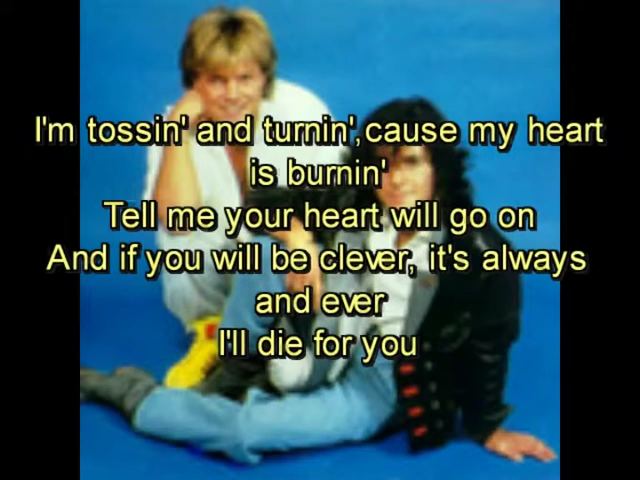 I'm tossin' and turnin',cause my heart
is burnin'
Tell me your heart will go on
And if you will be clever, it's always
and ever
I'll die for you